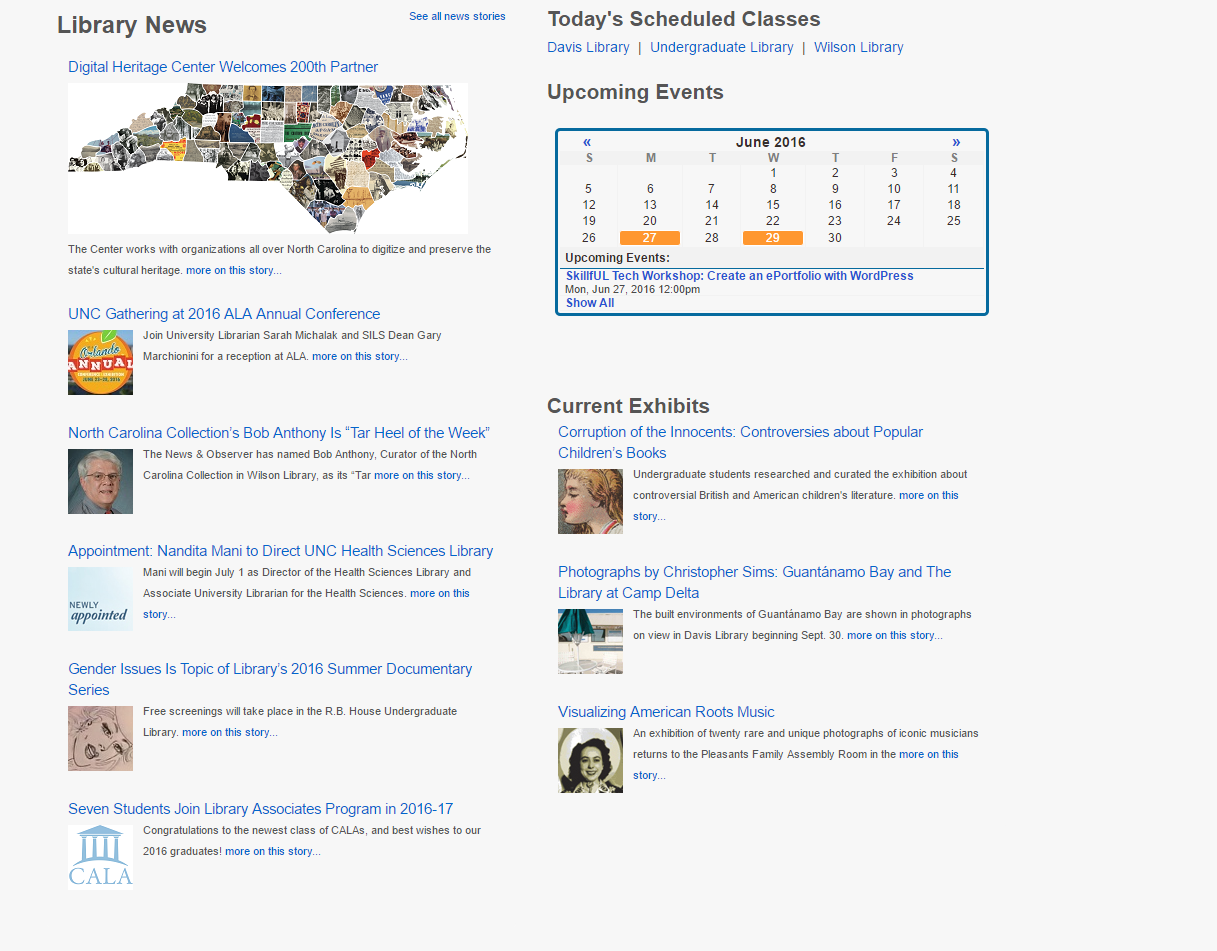 Library News
See all news stories
Digital Heritage Center Welcomes 200th Partner
The Center works with organizations all over North Carolina to digitize and preserve the
state's cultural heritage. more on this story...
UNC Gathering at 2016 ALA Annual Conference
Orlando
ANNUAL
CONFERENCE & EXHIBITION
JUNE 23-28, 2016
Join University Librarian Sarah Michalak and SILS Dean Gary
Marchionini for a reception at ALA. more on this story...
North Carolina Collection’s Bob Anthony Is “Tar Heel of the Week”
The News & Observer has named Bob Anthony, Curator of the North
Carolina Collection in Wilson Library, as its “Tar more on this story...
Appointment: Nandita Mani to Direct UNC Health Sciences Library
NEWLY
appointed
Mani will begin July 1 as Director of the Health Sciences Library and
Associate University Librarian for the Health Sciences. more on this
story...
Gender Issues Is Topic of Library’s 2016 Summer Documentary
Series
Free screenings will take place in the R.B. House Undergraduate
Library. more on this story...
Seven Students Join Library Associates Program in 2016-17
CALA
Congratulations to the newest class of CALAs, and best wishes to our
2016 graduates! more on this story...
Today's Scheduled Classes
Davis Library | Undergraduate Library | Wilson Library
Upcoming Events
« June 2016 »
S M T W T F S
1 2 3 4
5 6 7 8 9 10 11
12 13 14 15 16 17 18
19 20 21 22 23 24 25
26 27 28 29 30
Upcoming Events:
SkillfUL Tech Workshop: Create an ePortfolio with WordPress
Mon, Jun 27, 2016 12:00pm
Show All
Current Exhibits
Corruption of the Innocents: Controversies about Popular
Children’s Books
Undergraduate students researched and curated the exhibition about
controversial British and American children's literature. more on this
story...
Photographs by Christopher Sims: Guantánamo Bay and The
Library at Camp Delta
The built environments of Guantánamo Bay are shown in photographs
on view in Davis Library beginning Sept. 30. more on this story...
Visualizing American Roots Music
An exhibition of twenty rare and unique photographs of iconic musicians
returns to the Pleasants Family Assembly Room in the more on this
story...